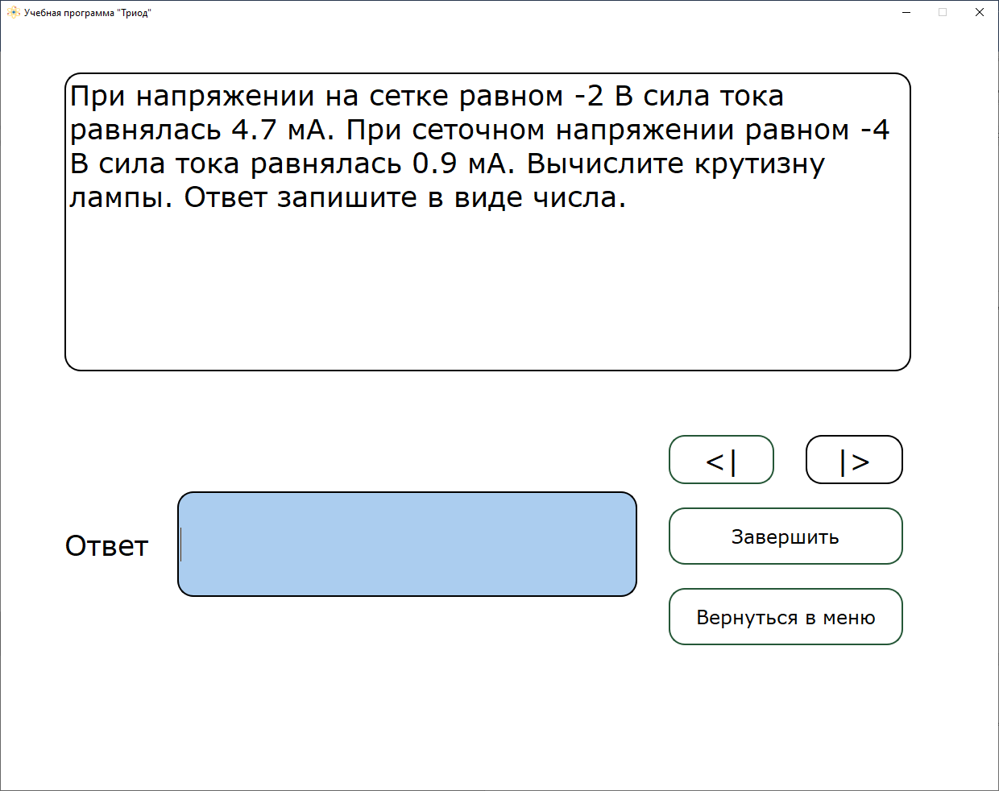 Учебная программа "Триод"
При напряжении на сетке равном -2 В сила тока
равнялась 4.7 мА. При сеточном напряжении равном -4
В сила тока равнялась 0.9 мА. Вычислите крутизну
лампы. Ответ запишите в виде числа.
<| |>
Ответ
Завершить
Вернуться в меню